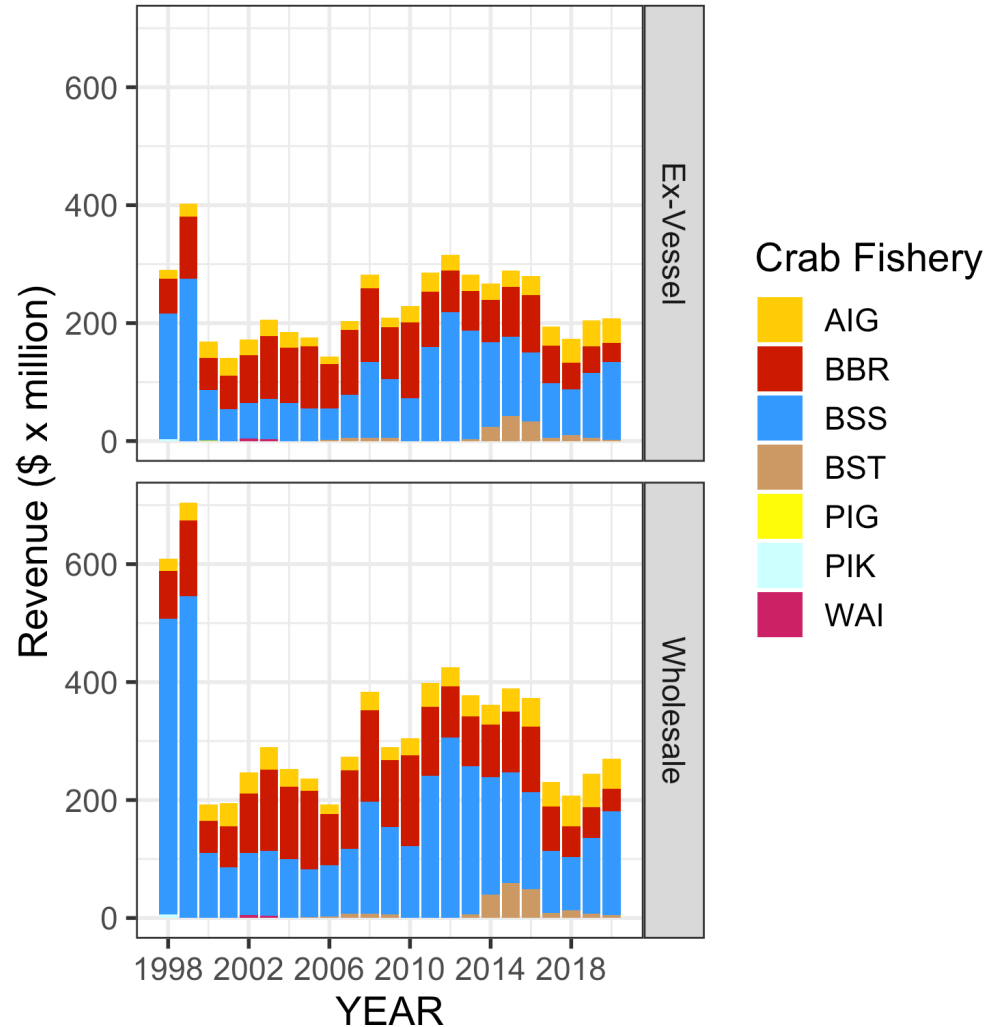 600
400
200
0
Ex-Vessel
600
400
200
0
Wholesale
Revenue ($ x million)
1998 2002 2006 2010 2014 2018
YEAR
Crab Fishery
AIG
BBR
BSS
BST
PIG
PIK
WAI